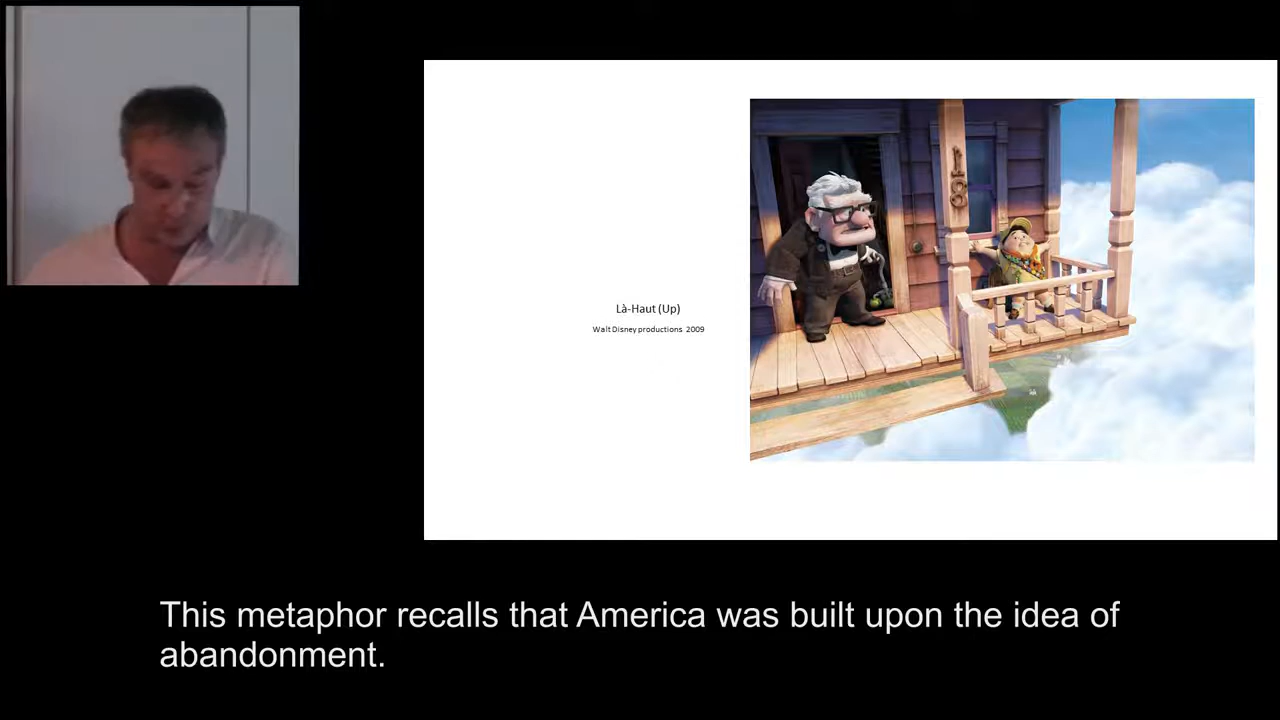 Là-Haut (Up)
Walt Disney productions 2009
18
This metaphor recalls that America was built upon the idea of
abandonment.